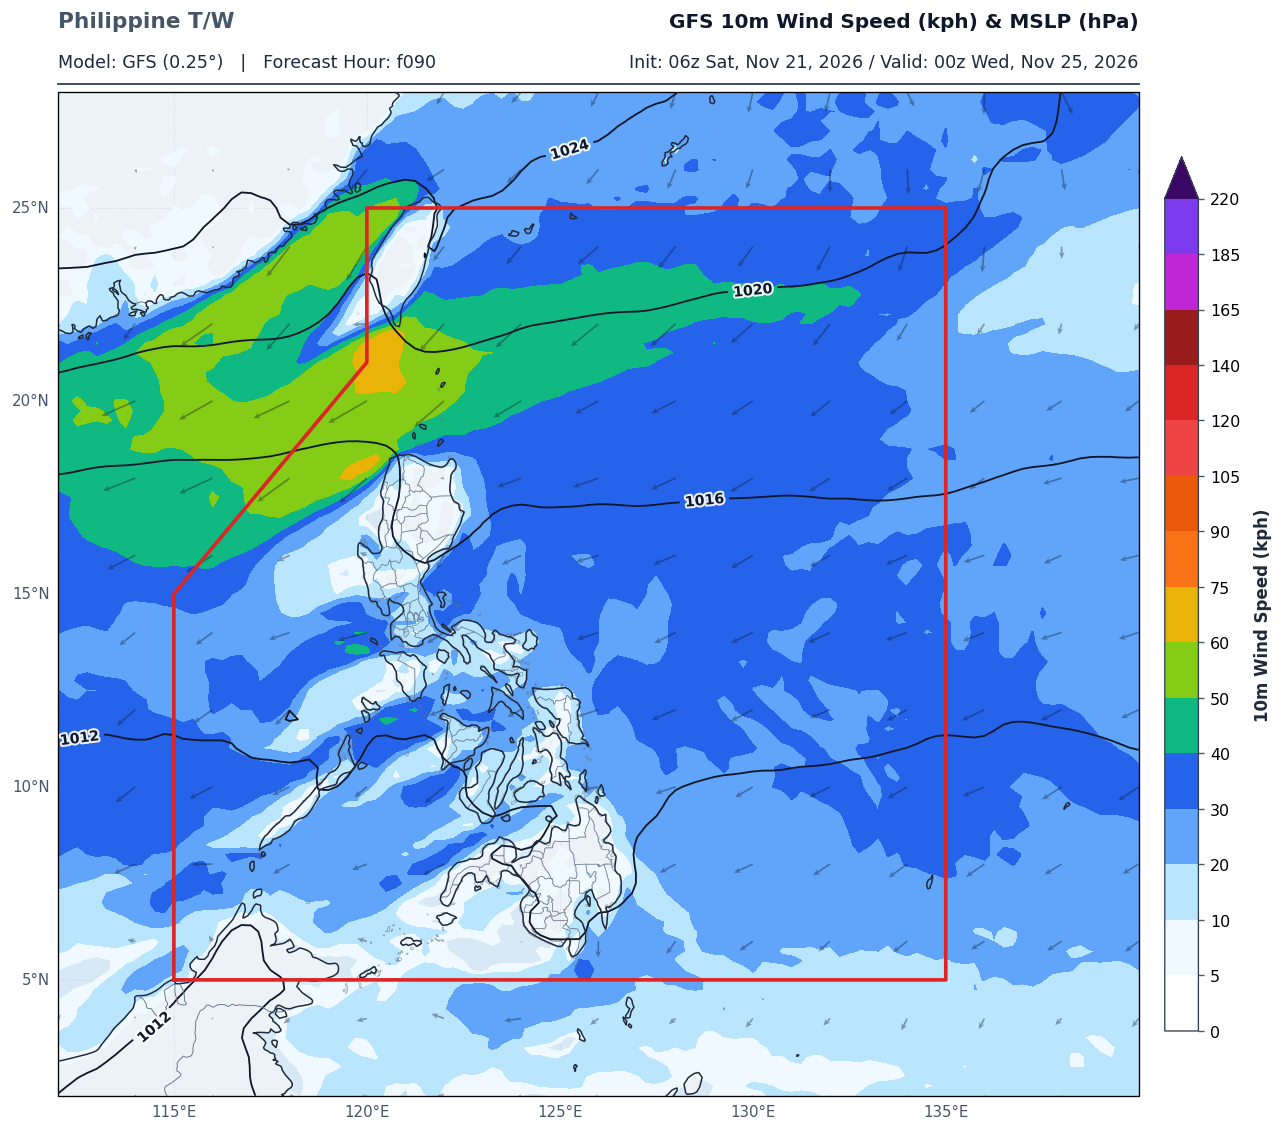 Philippine T/W
GFS 10m Wind Speed (kph) & MSLP (hPa)
Model: GFS (0.25°)   |   Forecast Hour: f090
Init: 06z Sat, Nov 21, 2026 / Valid: 00z Wed, Nov 25, 2026
1024
1020
1016
1012
1012
25°N
20°N
15°N
10°N
5°N
115°E
120°E
125°E
130°E
135°E
220
185
165
140
120
105
90
75
60
50
40
30
20
10
5
0
10m Wind Speed (kph)